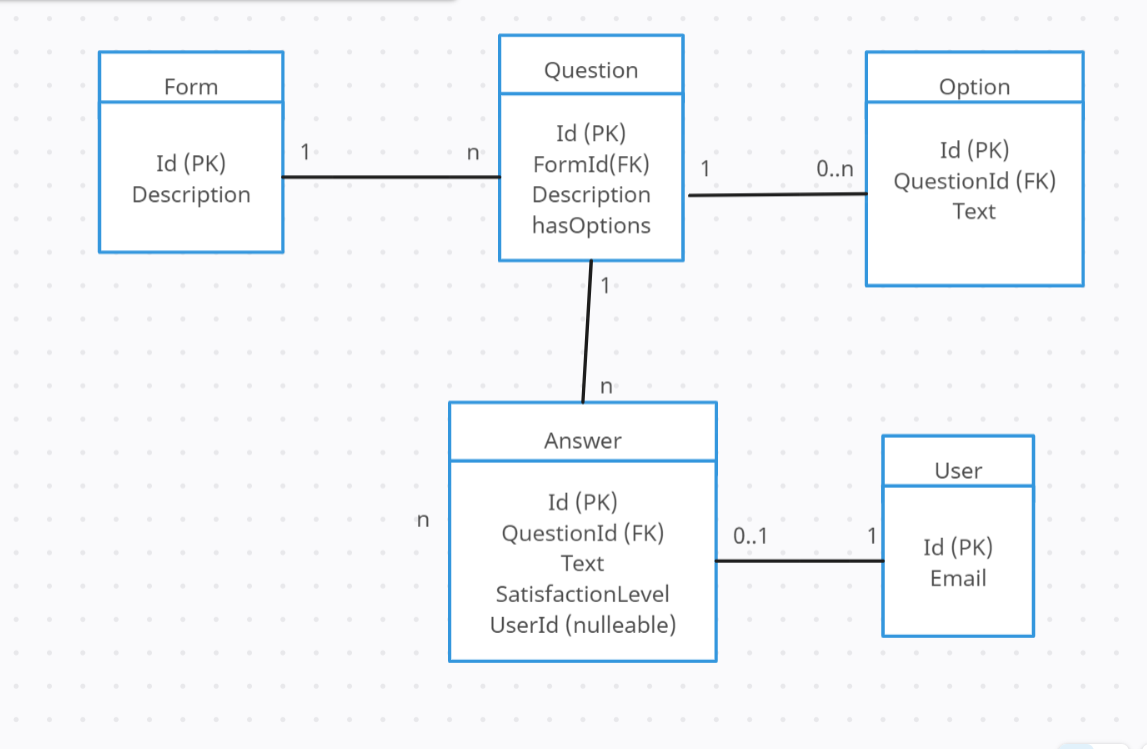 Form
Id (PK)
Description
1
n
Question
Id (PK)
FormId(FK)
Description
hasOptions
1
0..n
Option
Id (PK)
QuestionId (FK)
Text
1
n
Answer
Id (PK)
QuestionId (FK)
Text
SatisfactionLevel
UserId (nulleable)
n
0..1
1
User
Id (PK)
Email